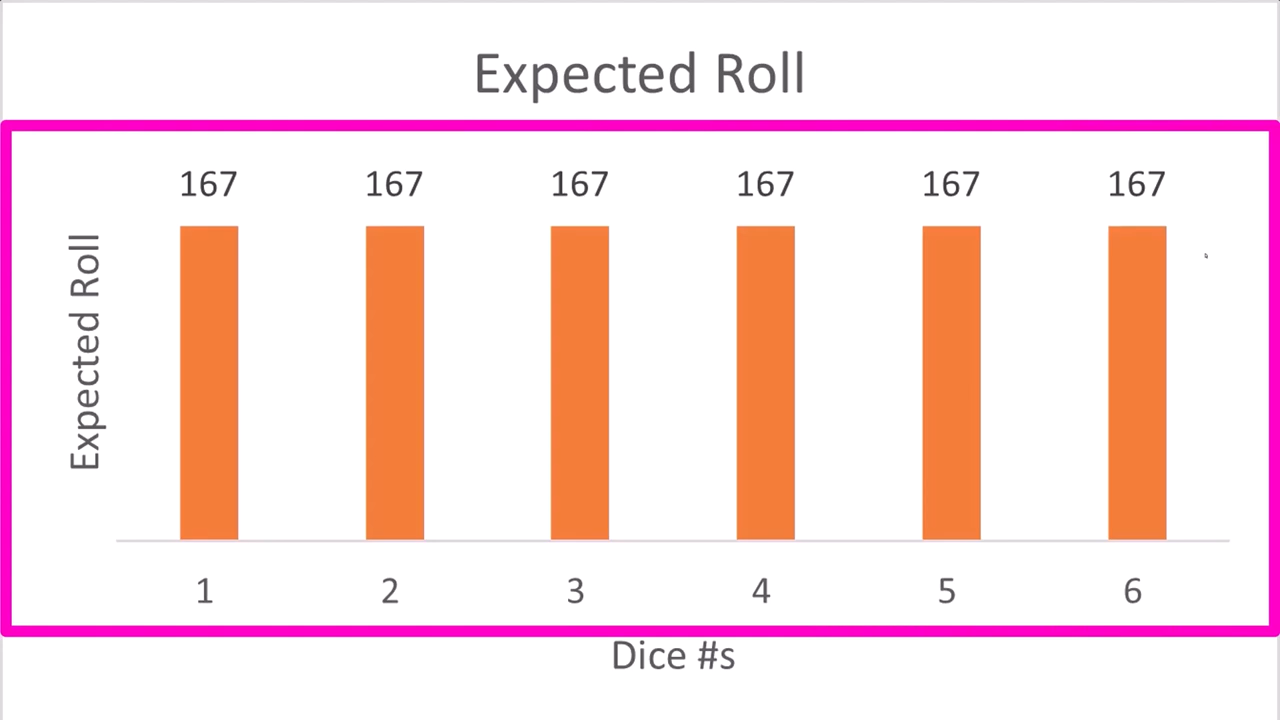 Expected Roll
167 167 167 167 167 167
Expected Roll
1 2 3 4 5 6
Dice #s